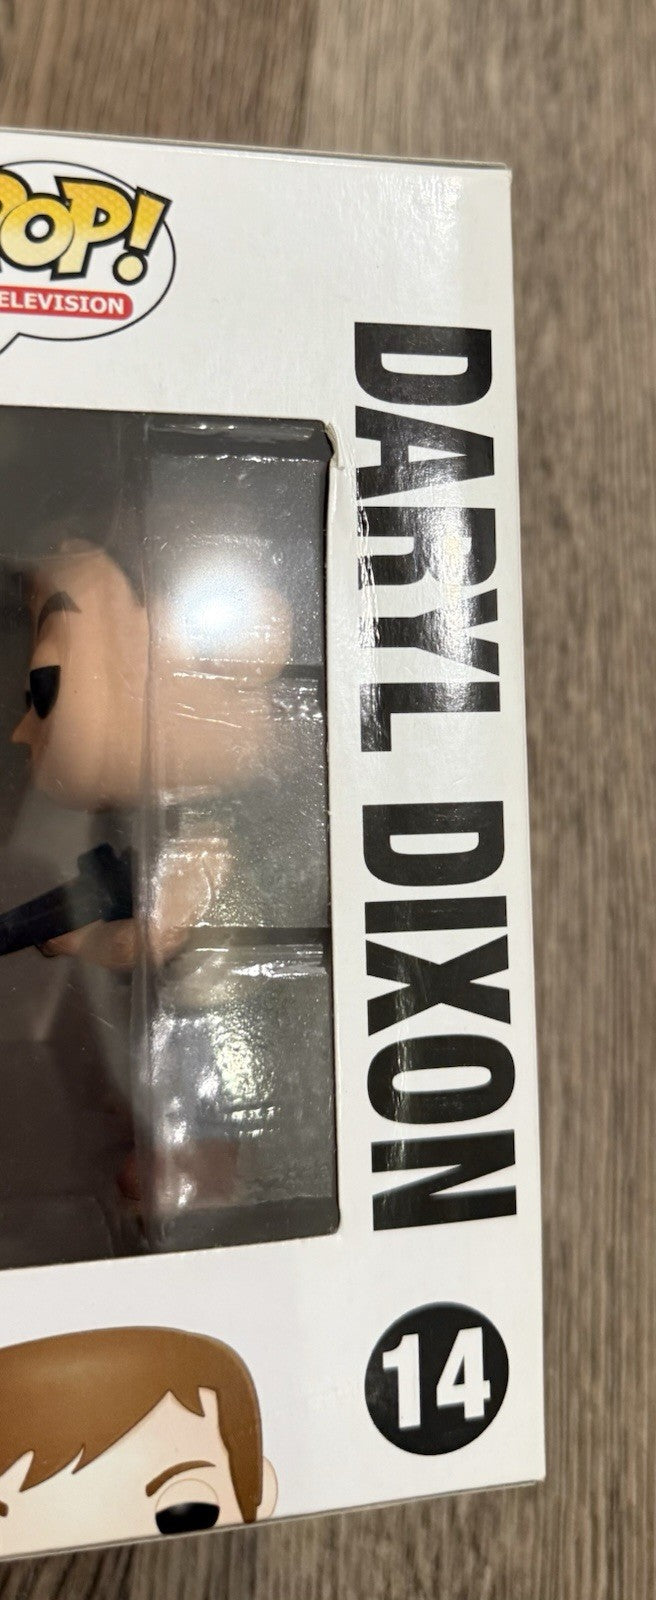 POP!
TELEVISION
DARYL DIXON
14